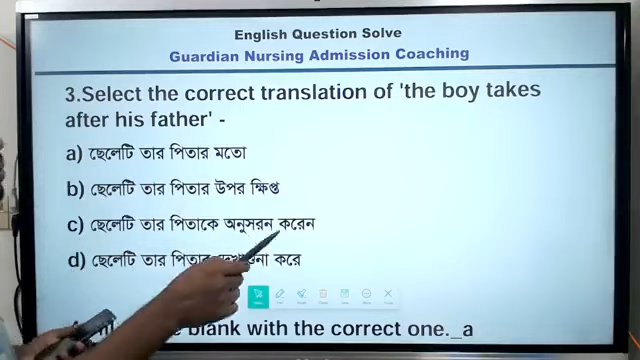 English Question Solve
Guardian Nursing Admission Coaching
3.Select the correct translation of 'the boy takes
after his father' -
a) ছেলেটি তার পিতার মতো
b) ছেলেটি তার পিতার উপর ক্ষিপ্ত
c) ছেলেটি তার পিতাকে অনুসরন করেন
d) ছেলেটি তার পিতার করে
blank with the correct one._a